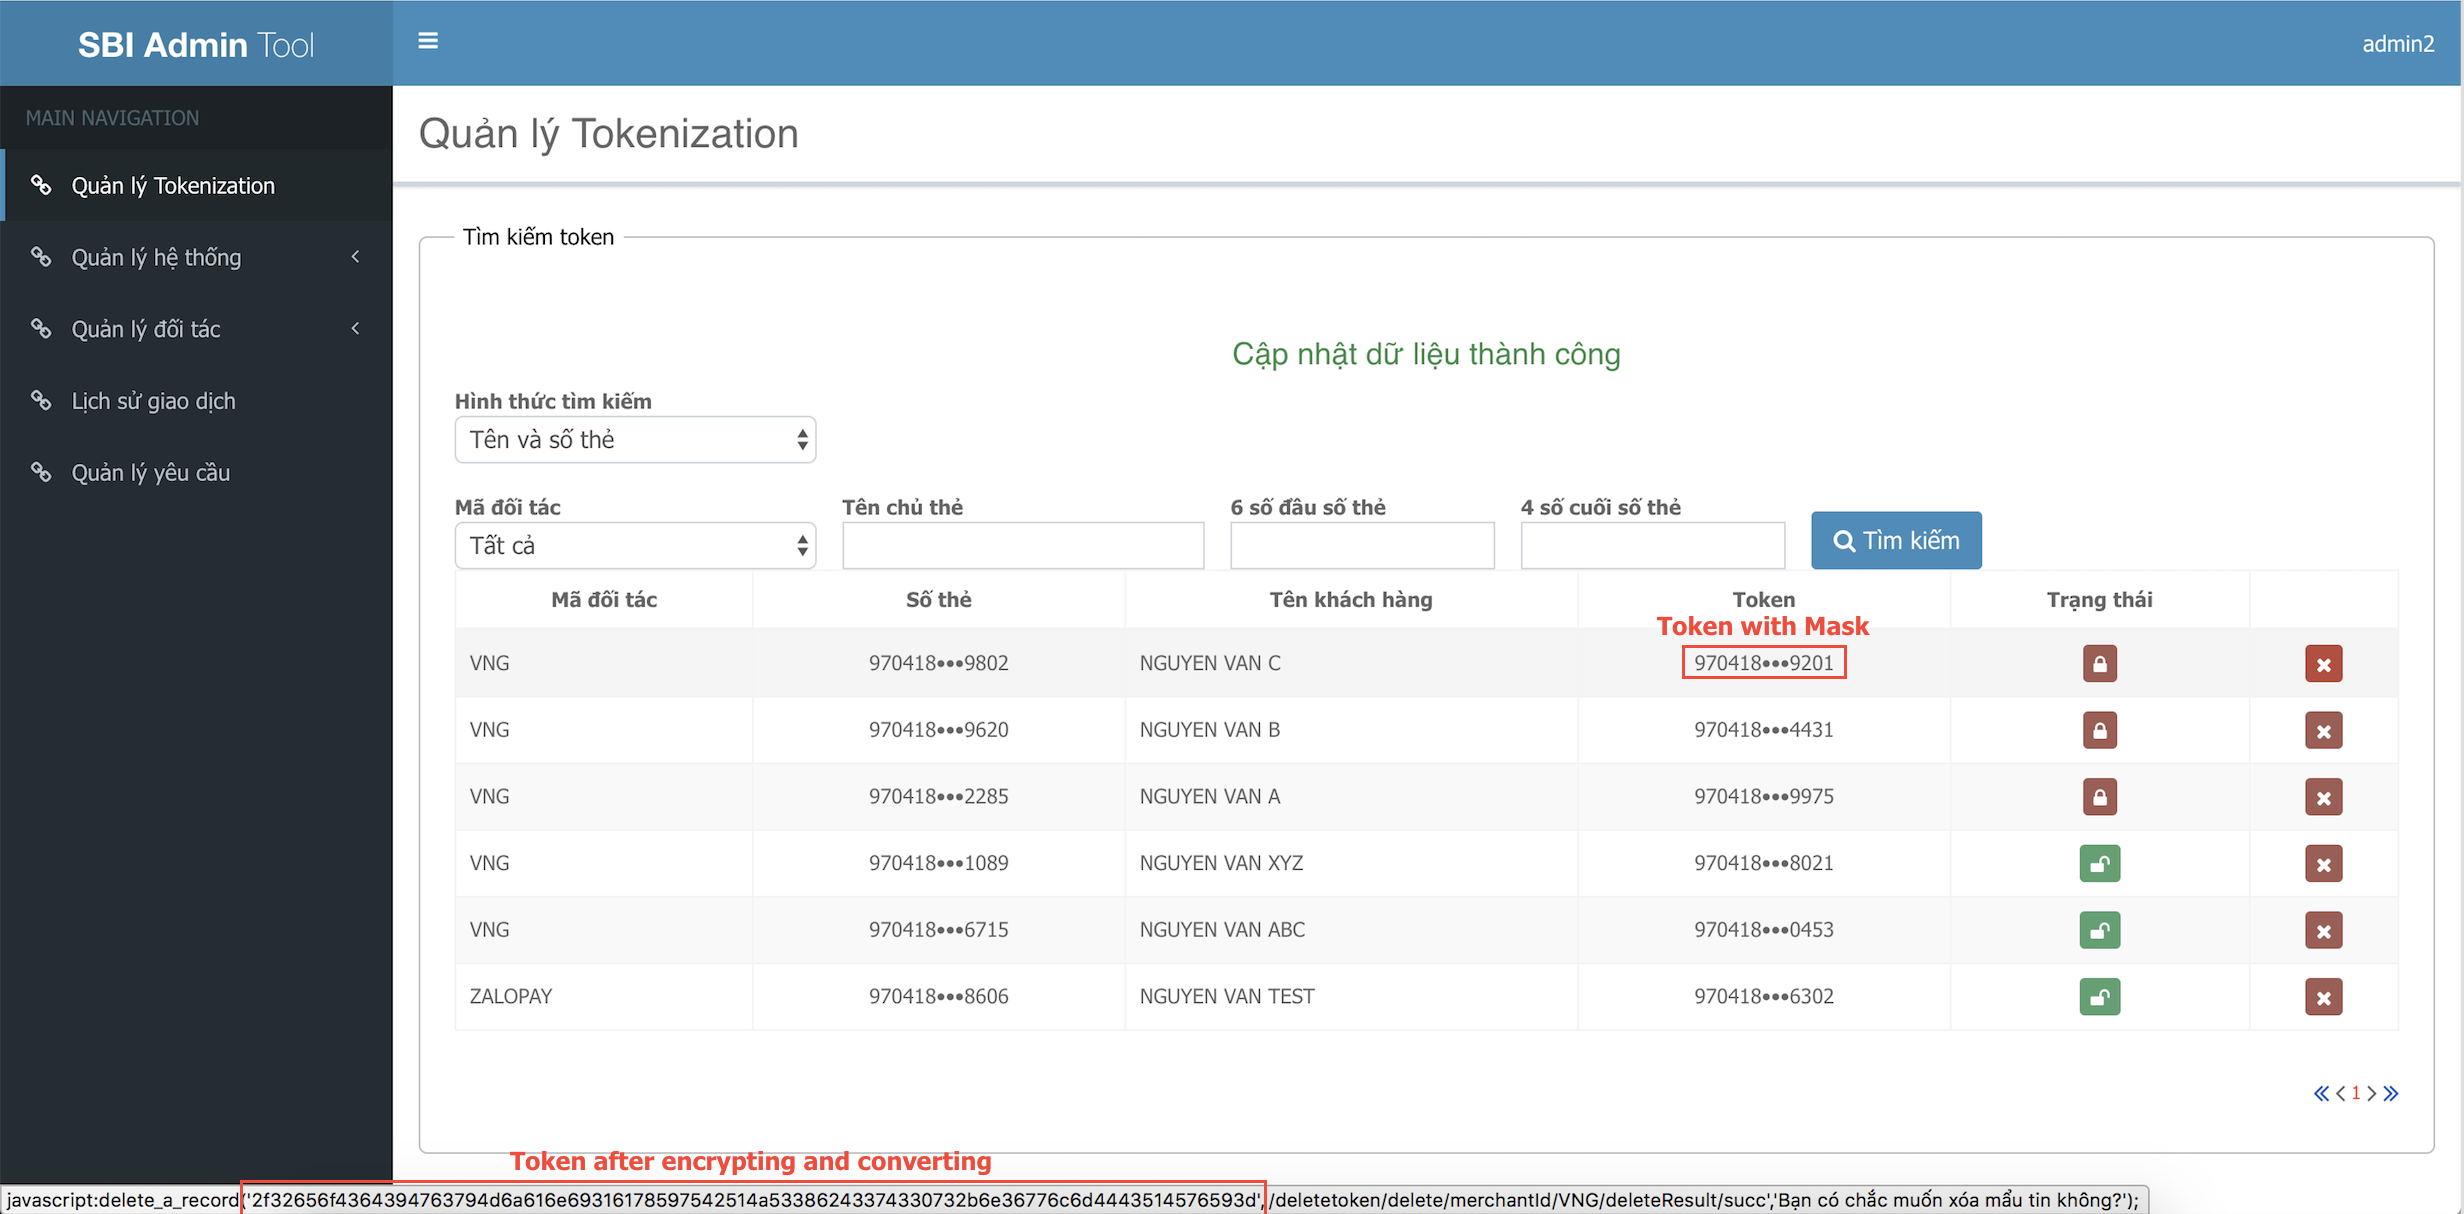 SBI Admin Tool
admin2
MAIN NAVIGATION
Quản lý Tokenization
Quản lý hệ thống
Quản lý đối tác
Lịch sử giao dịch
Quản lý yêu cầu
Quản lý Tokenization
Tìm kiếm token
Cập nhật dữ liệu thành công
Hình thức tìm kiếm
Tên và số thẻ
Mã đối tác Tên chủ thẻ 6 số đầu số thẻ 4 số cuối số thẻ
Tất cả Tìm kiếm
Mã đối tác Số thẻ Tên khách hàng Token Trạng thái
Token with Mask
VNG 970418•••9802 NGUYEN VAN C 970418•••9201
VNG 970418•••9620 NGUYEN VAN B 970418•••4431
VNG 970418•••2285 NGUYEN VAN A 970418•••9975
VNG 970418•••1089 NGUYEN VAN XYZ 970418•••8021
VNG 970418•••6715 NGUYEN VAN ABC 970418•••0453
ZALOPAY 970418•••8606 NGUYEN VAN TEST 970418•••6302
« < 1 > »
Token after encrypting and converting
javascript:delete_a_record('2f32656f4364394763794d6a616e69316178597542514a53386243374330732b6e36776c6d4443514576593d','/deletetoken/delete/merchantId/VNG/deleteResult/succ','Bạn có chắc muốn xóa mẩu tin không?');